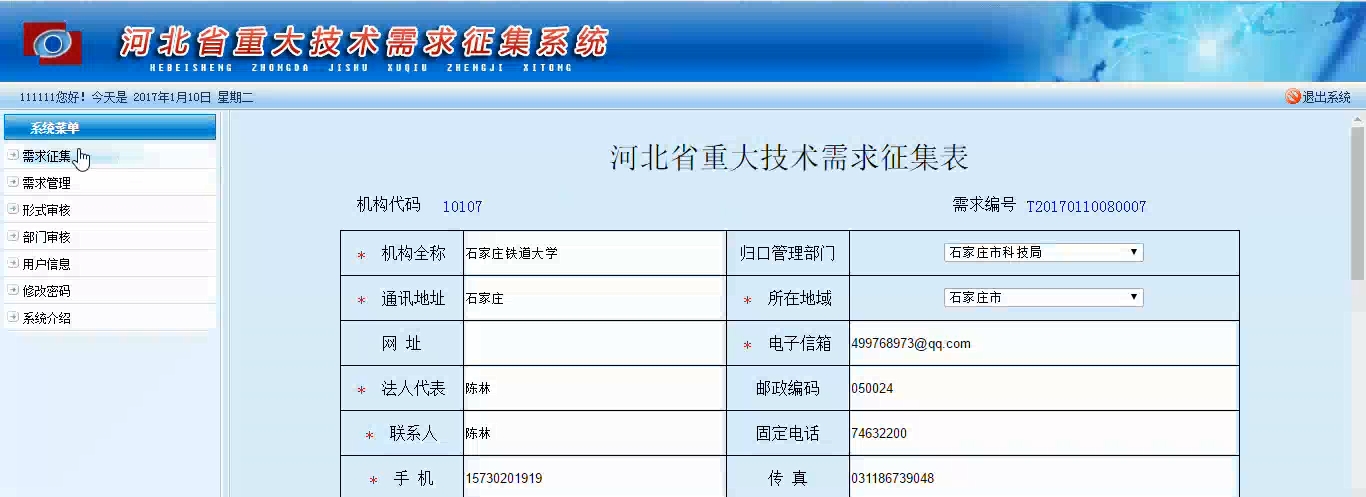 河北省重大技术需求征集系统
HEBEISHENG ZHONGDA JISHU XUQIU ZHENGJI XITONG
111111您好! 今天是 2017年1月10日 星期二
退出系统
系统菜单
需求征集
需求管理
形式审核
部门审核
用户信息
修改密码
系统介绍
河北省重大技术需求征集表
机构代码 10107 需求编号 T20170110080007
* 机构全称 石家庄铁道大学 归口管理部门 石家庄市科技局
* 通讯地址 石家庄 * 所在地域 石家庄市
网 址 * 电子信箱 499768973@qq.com
* 法人代表 陈林 邮政编码 050024
* 联系人 陈林 固定电话 74632200
* 手 机 15730201919 传 真 031186739048